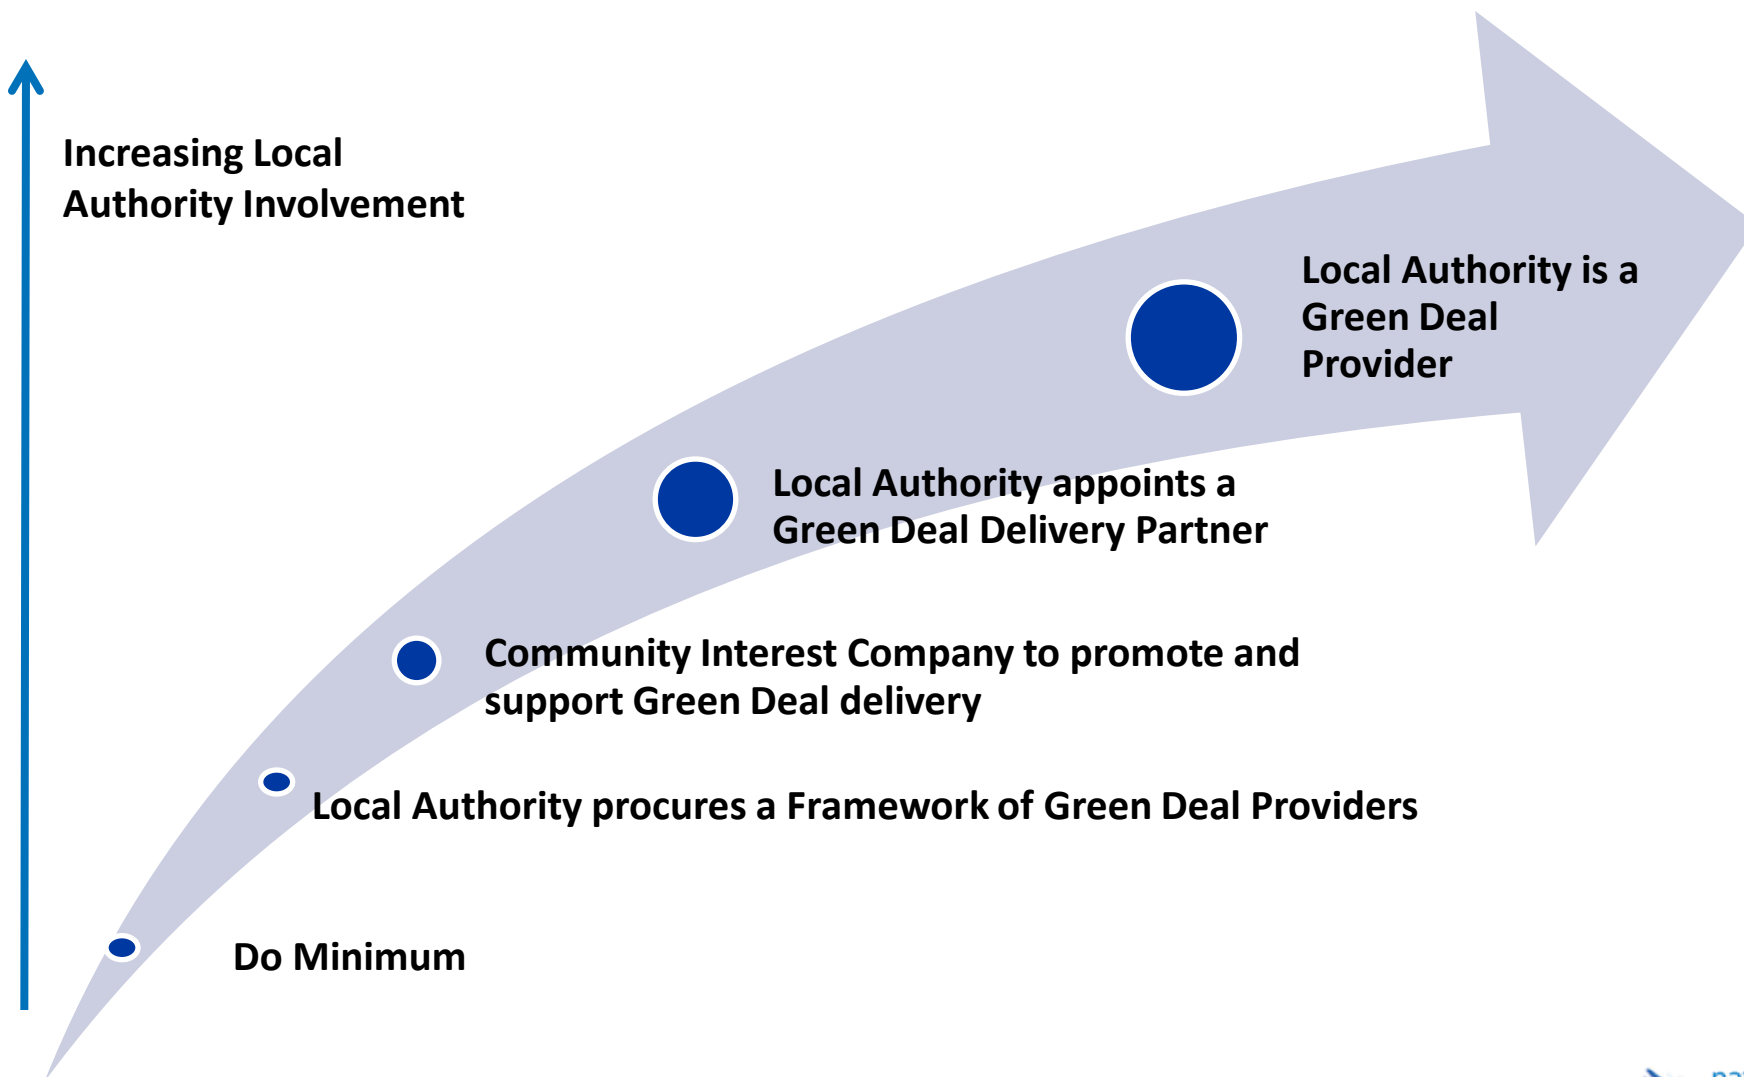 Increasing Local
Authority Involvement
Local Authority is a
Green Deal
Provider
Local Authority appoints a
Green Deal Delivery Partner
Community Interest Company to promote and
support Green Deal delivery
Local Authority procures a Framework of Green Deal Providers
Do Minimum